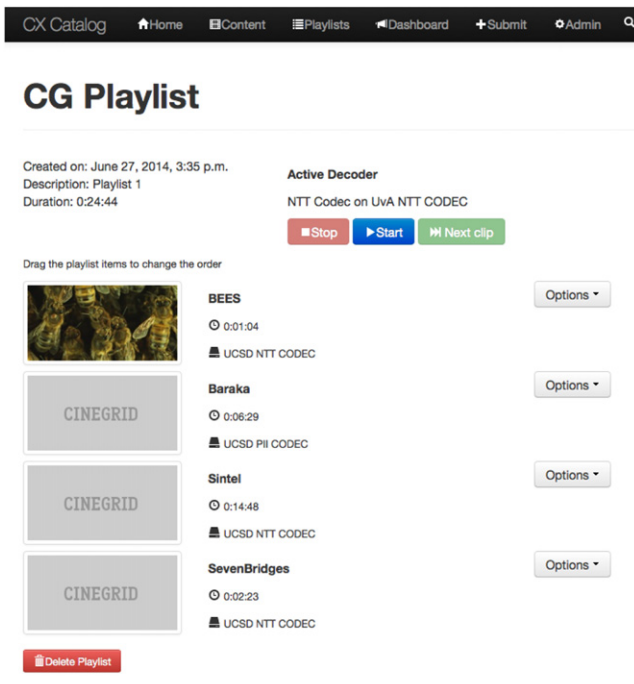 CX Catalog Home Content Playlists Dashboard Submit Admin
CG Playlist
Created on: June 27, 2014, 3:35 p.m.
Description: Playlist 1
Duration: 0:24:44
Active Decoder
NTT Codec on UvA NTT CODEC
Stop Start Next clip
Drag the playlist items to change the order
BEES
Options
0:01:04
UCSD NTT CODEC
CINEGRID
Baraka
Options
0:06:29
UCSD PII CODEC
CINEGRID
Sintel
Options
0:14:48
UCSD NTT CODEC
CINEGRID
SevenBridges
Options
0:02:23
UCSD NTT CODEC
Delete Playlist